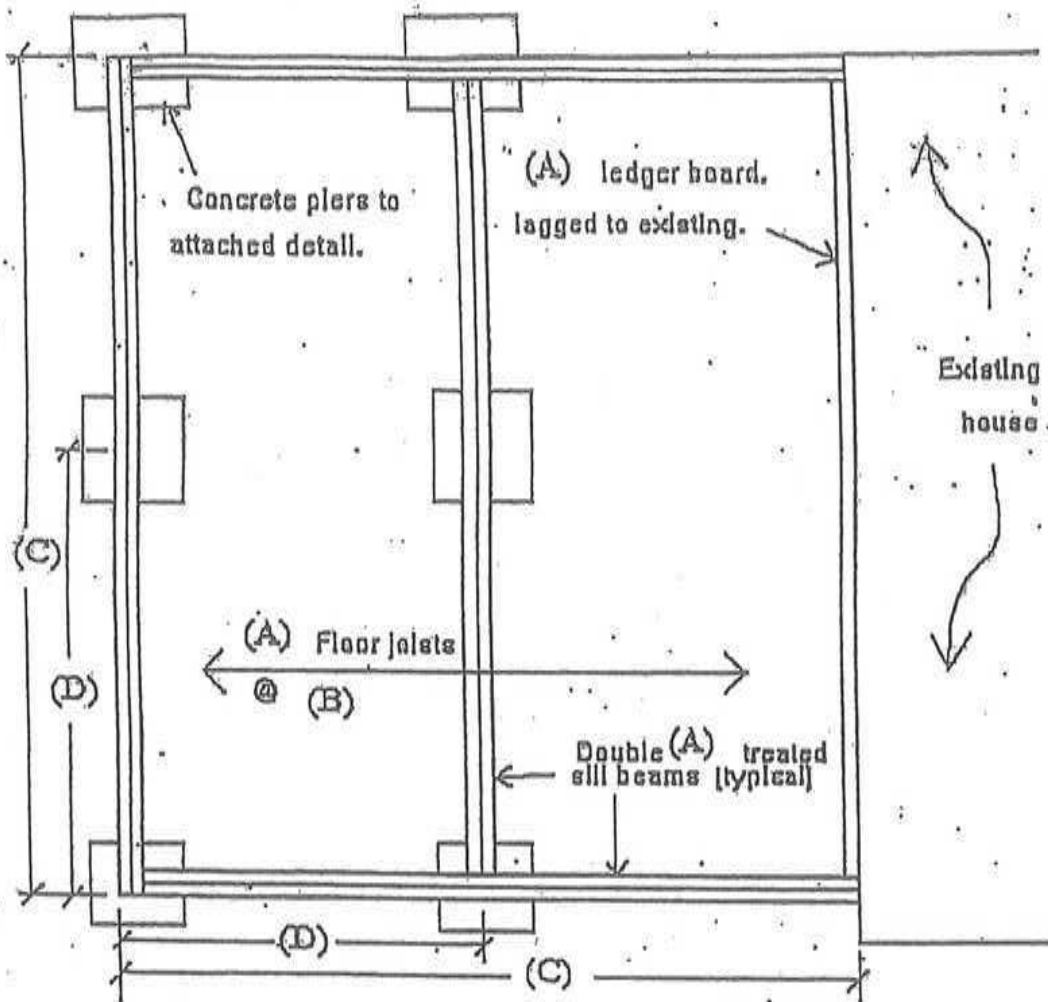 (A) ledger board.
lagged to existing.
Concrete piers to
attached detail.
Existing
house
(C)
(D)
(A) Floor joists
@ (B)
Double (A) treated
sill beams (typical)
(D)
(C)